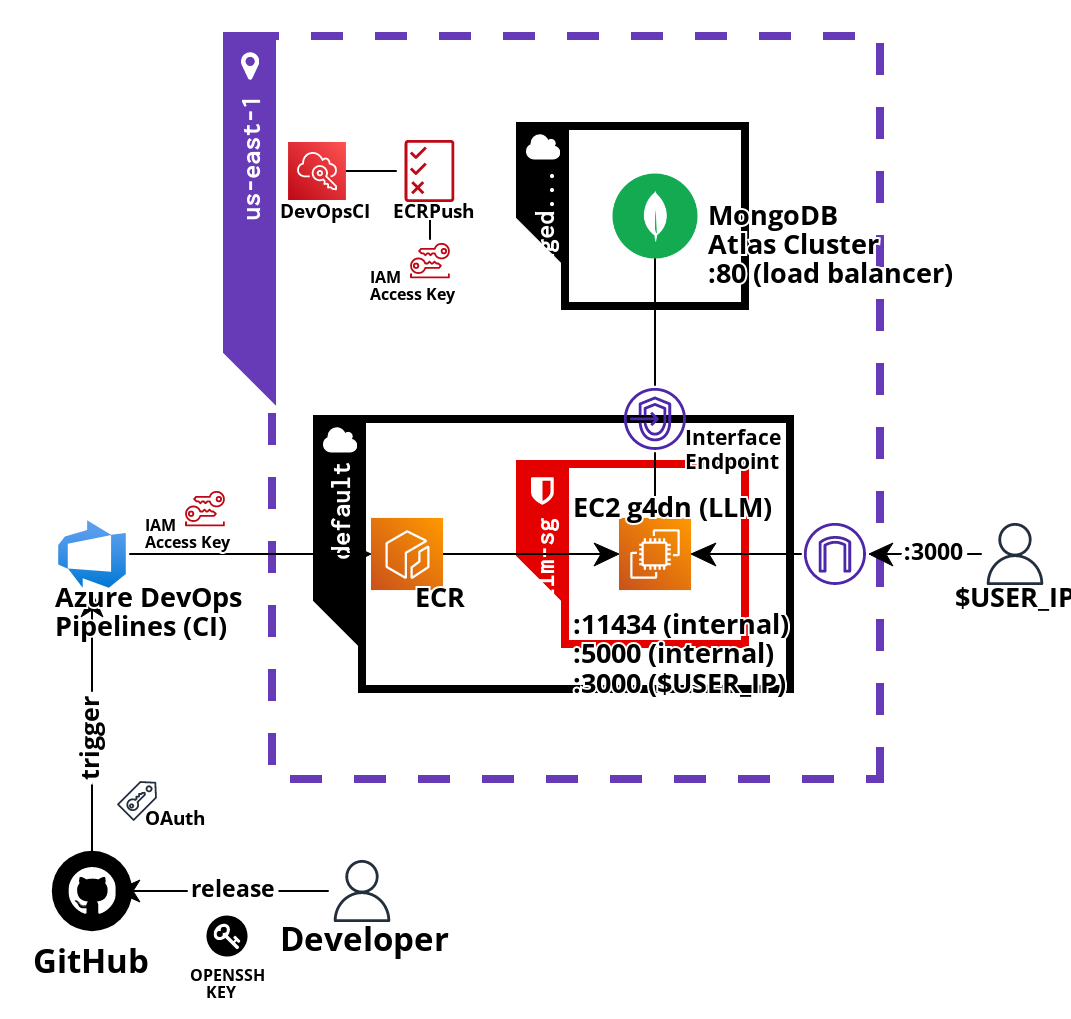 us-east-1
DevOpsCI
ECRPush
IAM
Access Key
ged...
MongoDB
Atlas Cluster
:80 (load balancer)
Interface
Endpoint
default
EC2 g4dn (LLM)
IAM
Access Key
:3000
Azure DevOps
Pipelines (CI)
ECR
$USER_IP
:11434 (internal)
:5000 (internal)
:3000 ($USER_IP)
trigger
OAuth
release
GitHub
Developer
OPENSSH
KEY